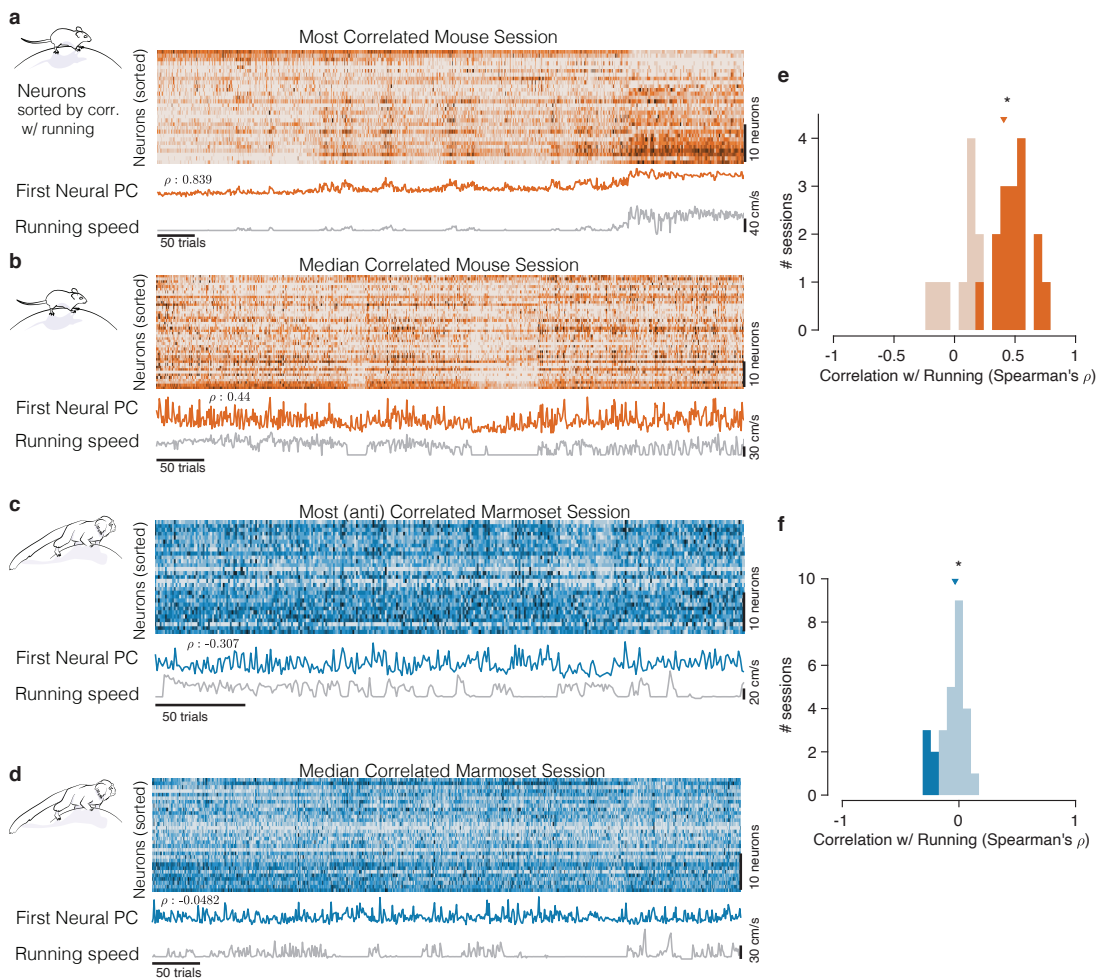 a
Most Correlated Mouse Session
Neurons
sorted by corr.
w/ running
Neurons (sorted)
10 neurons
First Neural PC
ρ : 0.839
Running speed
40 cm/s
50 trials
b
Median Correlated Mouse Session
Neurons (sorted)
10 neurons
First Neural PC
ρ : 0.44
Running speed
30 cm/s
50 trials
c
Most (anti) Correlated Marmoset Session
Neurons (sorted)
10 neurons
First Neural PC
ρ : -0.307
Running speed
20 cm/s
50 trials
d
Median Correlated Marmoset Session
Neurons (sorted)
10 neurons
First Neural PC
ρ : -0.0482
Running speed
30 cm/s
50 trials
e
*
4
3
2
1
0
# sessions
-1 -0.5 0 0.5 1
Correlation w/ Running (Spearman's ρ)
f
*
10
8
6
4
2
0
# sessions
-1 0 1
Correlation w/ Running (Spearman's ρ)